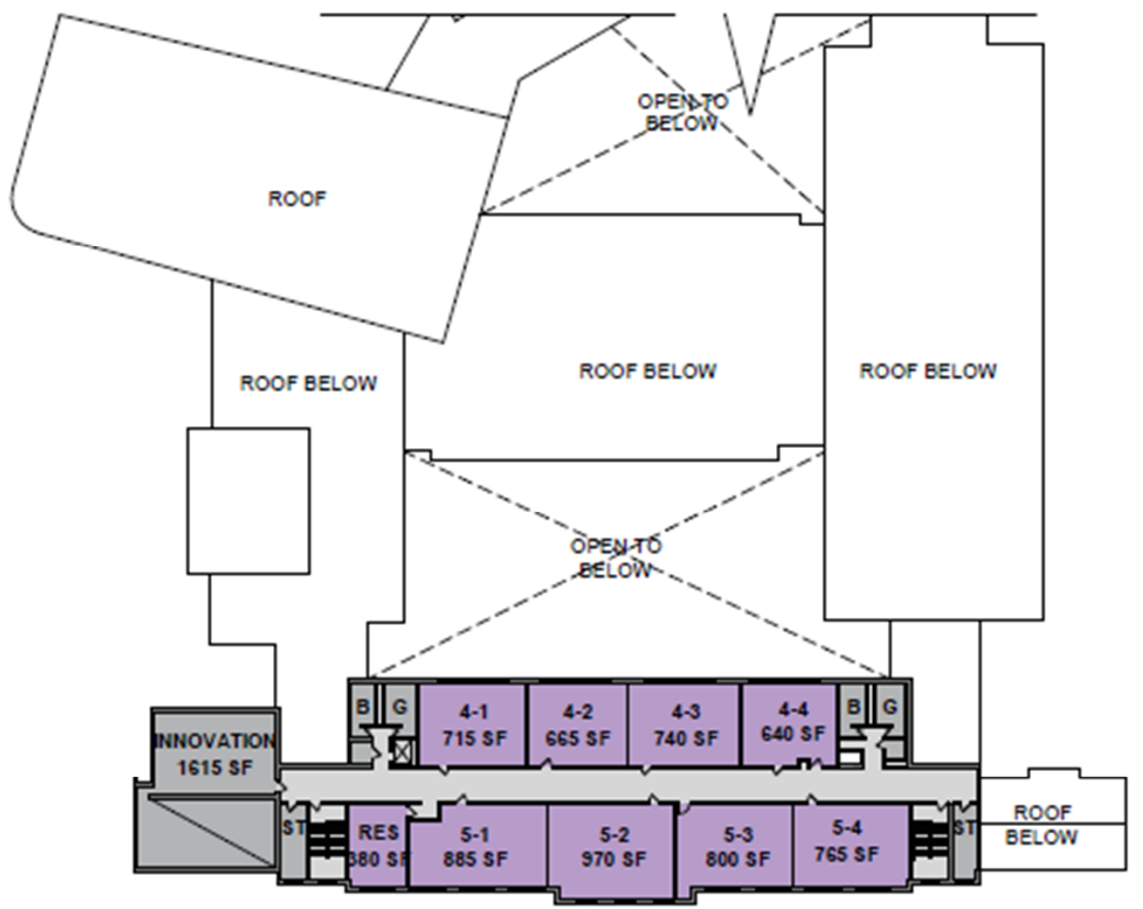 OPEN TO
BELOW
ROOF
ROOF BELOW
ROOF BELOW
ROOF BELOW
OPEN TO
BELOW
B
G
4-1
715 SF
4-2
665 SF
4-3
740 SF
4-4
640 SF
B
G
INNOVATION
1615 SF
ST
RES
380 SF
5-1
885 SF
5-2
970 SF
5-3
800 SF
5-4
765 SF
ST
ROOF
BELOW